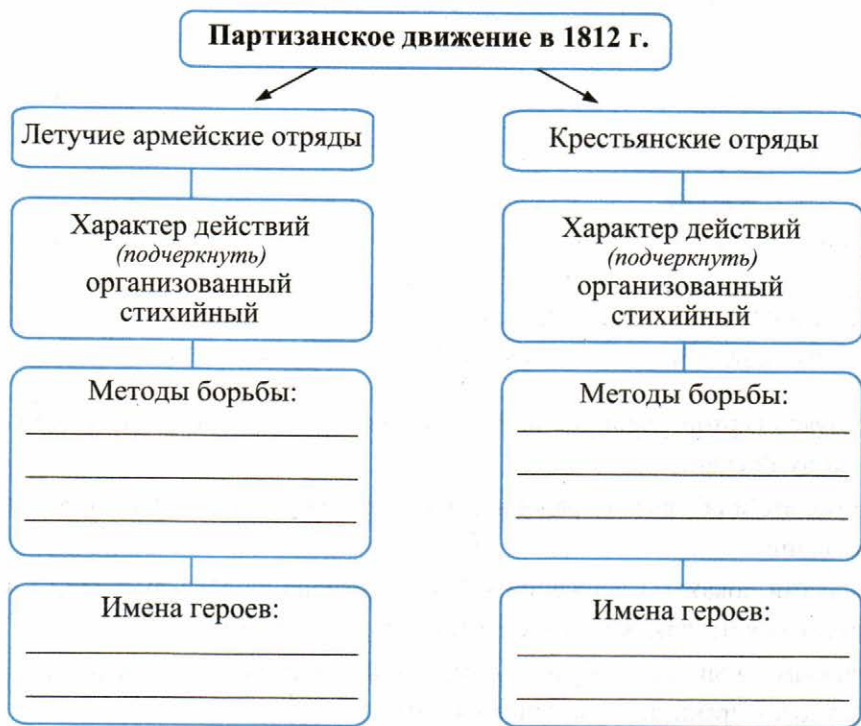 Партизанское движение в 1812 г.
Летучие армейские отряды
Характер действий
(подчеркнуть)
организованный
стихийный
Методы борьбы:
Имена героев:
Крестьянские отряды
Характер действий
(подчеркнуть)
организованный
стихийный
Методы борьбы:
Имена героев: